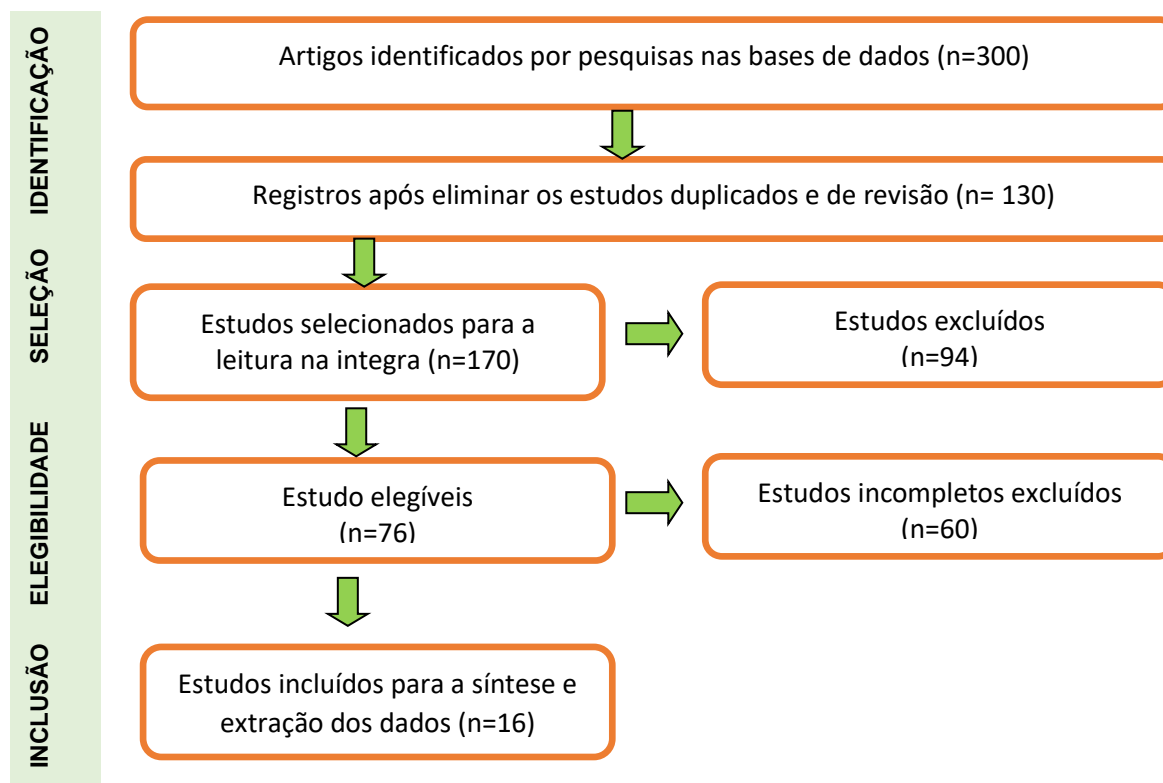 IDENTIFICAÇÃO
Artigos identificados por pesquisas nas bases de dados (n=300)
Registros após eliminar os estudos duplicados e de revisão (n= 130)
SELEÇÃO
Estudos selecionados para a
leitura na integra (n=170)
Estudos excluídos
(n=94)
ELEGIBILIDADE
Estudo elegíveis
(n=76)
Estudos incompletos excluídos
(n=60)
INCLUSÃO
Estudos incluídos para a síntese e
extração dos dados (n=16)